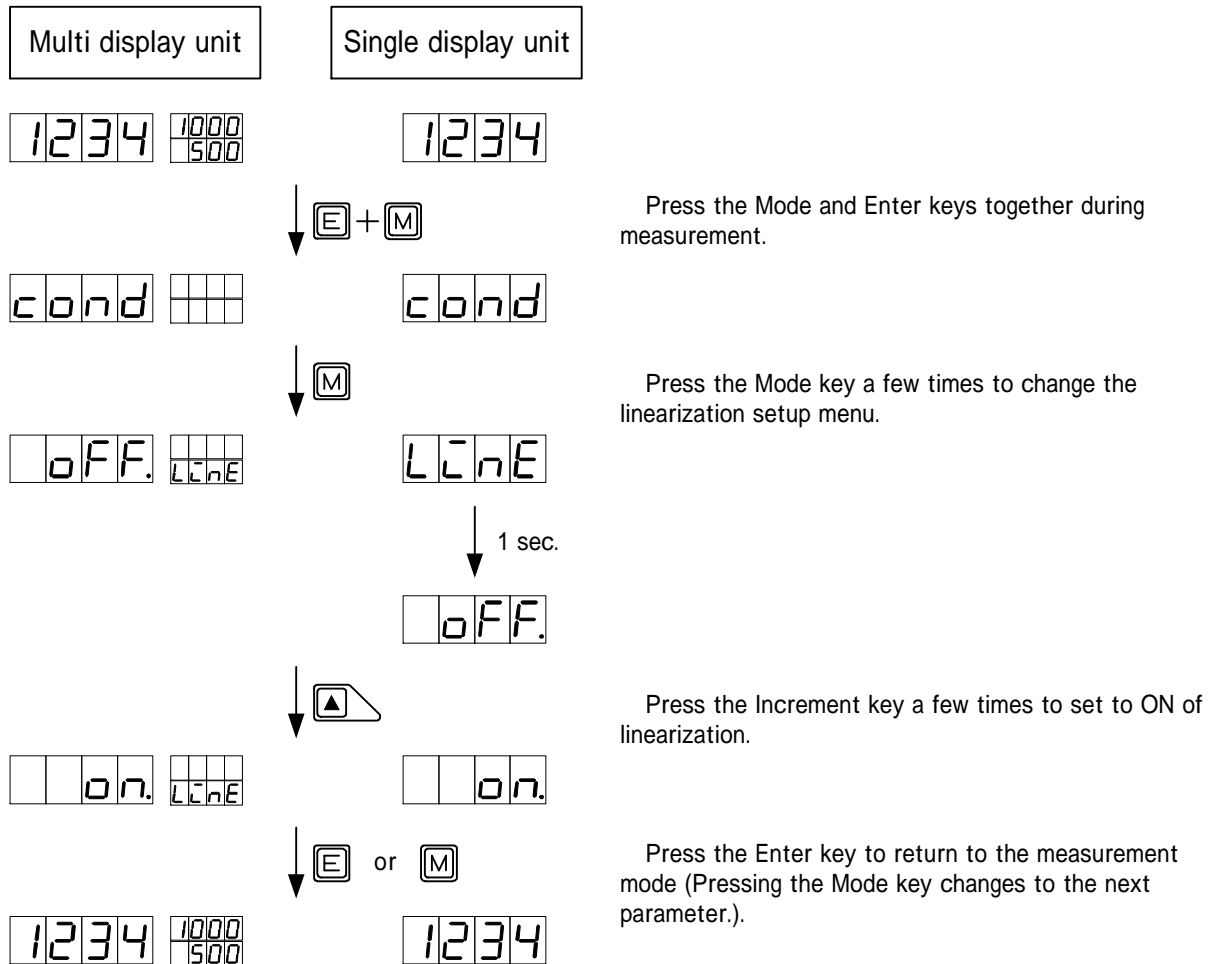 Multi display unit Single display unit
1234 1000 1234
500
E + M Press the Mode and Enter keys together during
measurement.
cond cond
M Press the Mode key a few times to change the
linearization setup menu.
oFF. LinE LinE
1 sec.
oFF.
▲ Press the Increment key a few times to set to ON of
linearization.
on. LinE on.
E or M Press the Enter key to return to the measurement
mode (Pressing the Mode key changes to the next
parameter.).
1234 1000 1234
500